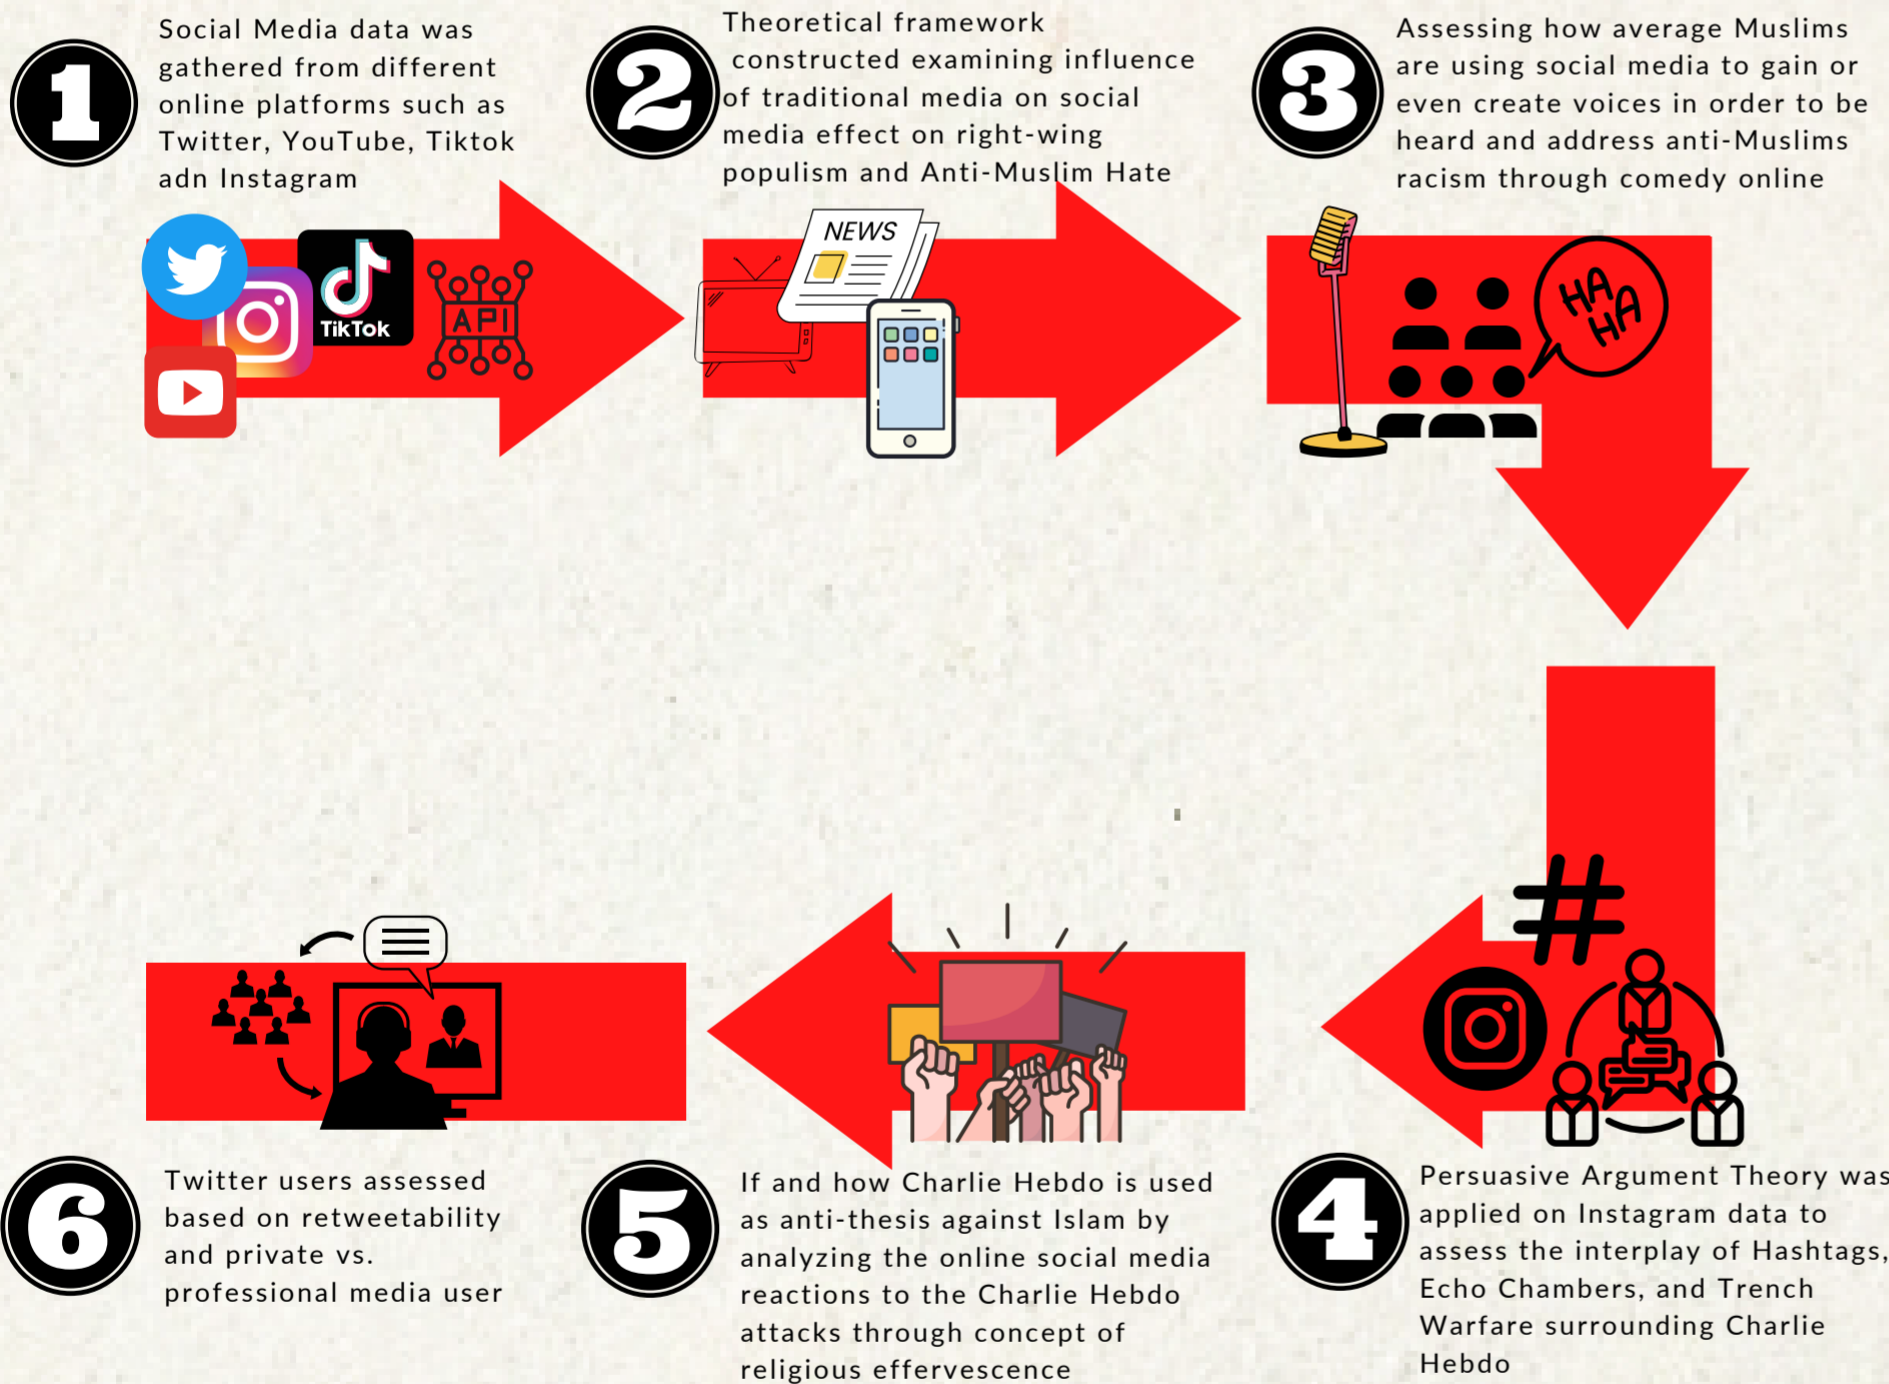 1
Social Media data was
gathered from different
online platforms such as
Twitter, YouTube, Tiktok
adn Instagram
TikTok
API
2
Theoretical framework
constructed examining influence
of traditional media on social
media effect on right-wing
populism and Anti-Muslim Hate
NEWS
3
Assessing how average Muslims
are using social media to gain or
even create voices in order to be
heard and address anti-Muslims
racism through comedy online
HA
HA
#
4
Persuasive Argument Theory was
applied on Instagram data to
assess the interplay of Hashtags,
Echo Chambers, and Trench
Warfare surrounding Charlie
Hebdo
5
If and how Charlie Hebdo is used
as anti-thesis against Islam by
analyzing the online social media
reactions to the Charlie Hebdo
attacks through concept of
religious effervescence
6
Twitter users assessed
based on retweetability
and private vs.
professional media user